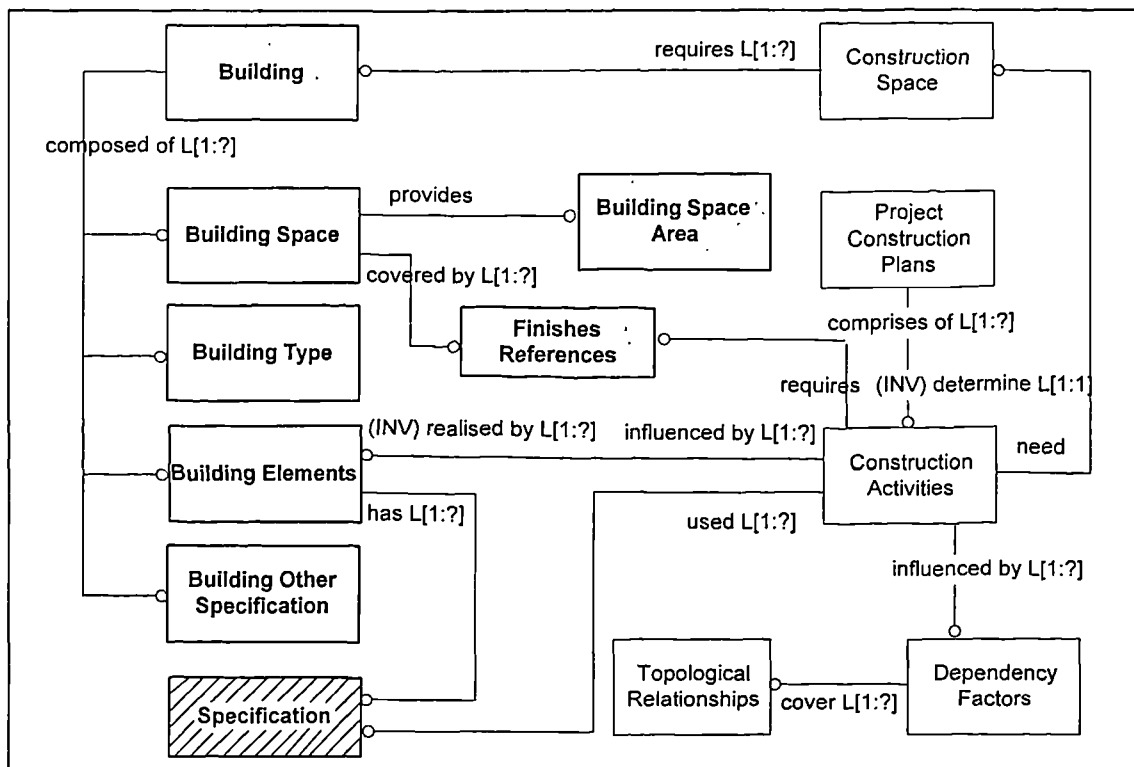 Building
requires L[1:?]
Construction
Space
composed of L[1:?]
Building Space
provides
Building Space
Area
Project
Construction
Plans
covered by L[1:?]
Building Type
Finishes
References
comprises of L[1:?]
requires
(INV) determine L[1:1]
(INV) realised by L[1:?]
influenced by L[1:?]
Building Elements
Construction
Activities
need
has L[1:?]
used L[1:?]
Building Other
Specification
influenced by L[1:?]
Specification
Topological
Relationships
cover L[1:?]
Dependency
Factors